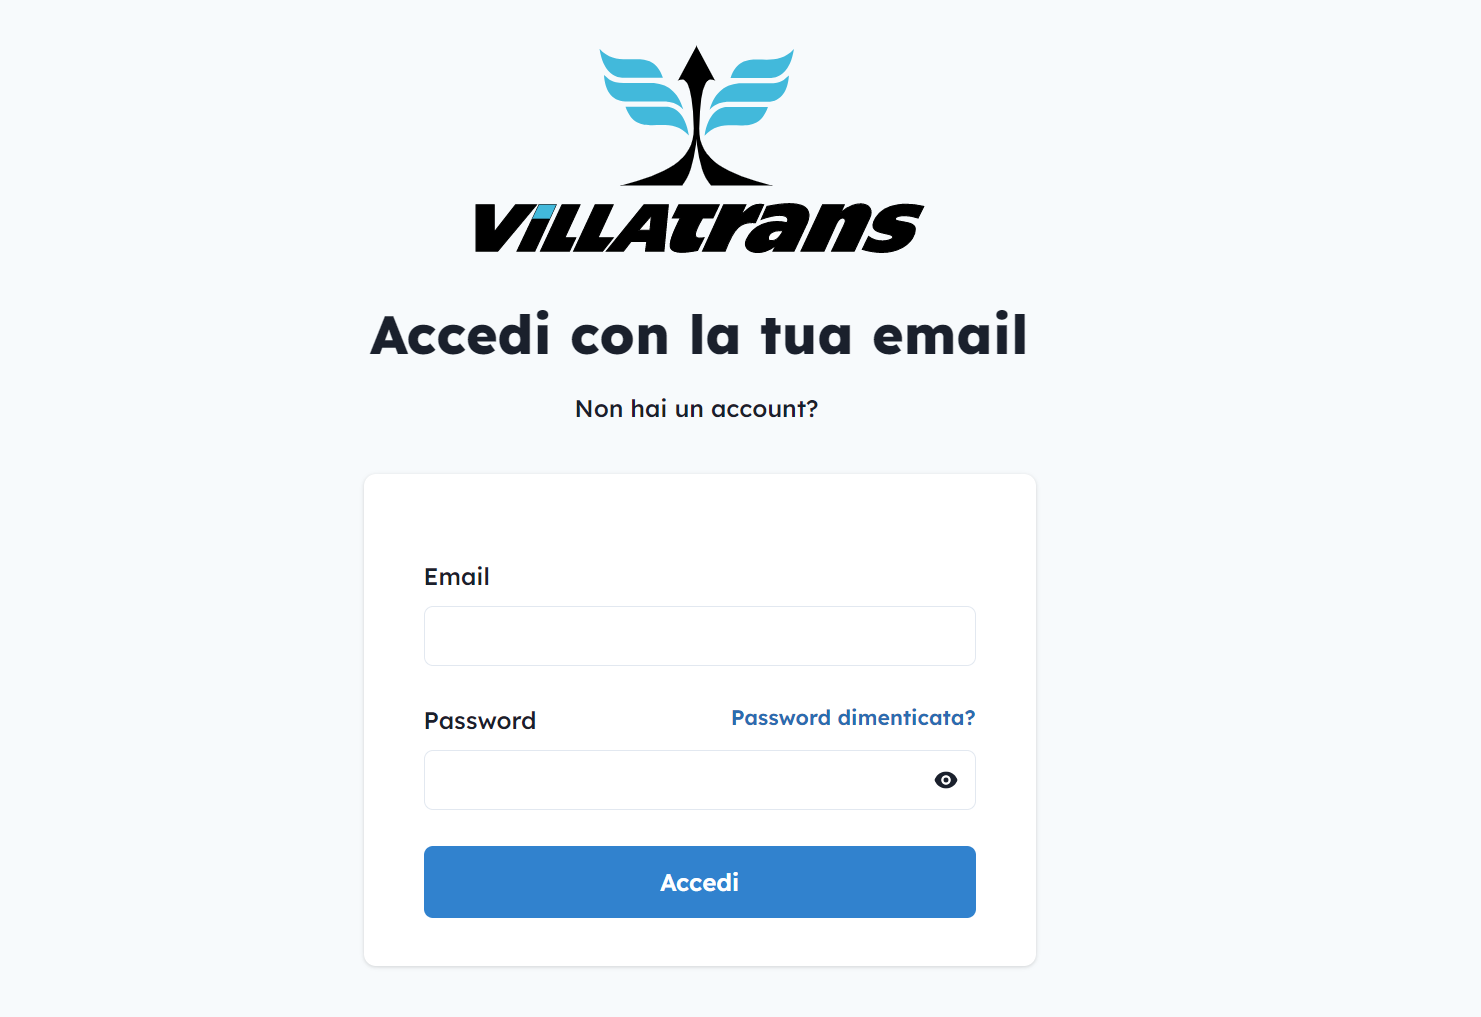 ViLLAtrans
Accedi con la tua email
Non hai un account?
Email
Password
Password dimenticata?
Accedi